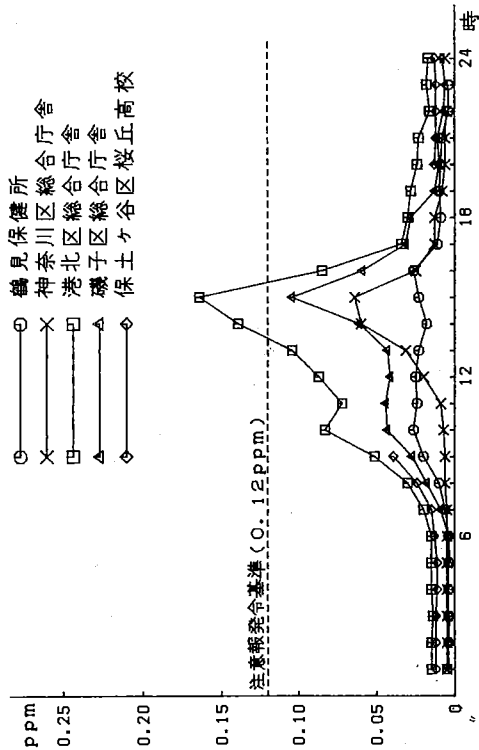 ppm
0.25
0.20
0.15
0.10
0.05
0
鶴見保健所
神奈川区総合庁舎
港北区総合庁舎
磯子区総合庁舎
保土ヶ谷区桜丘高校
注意報発令基準(0.12ppm)
6
12
18
24
時